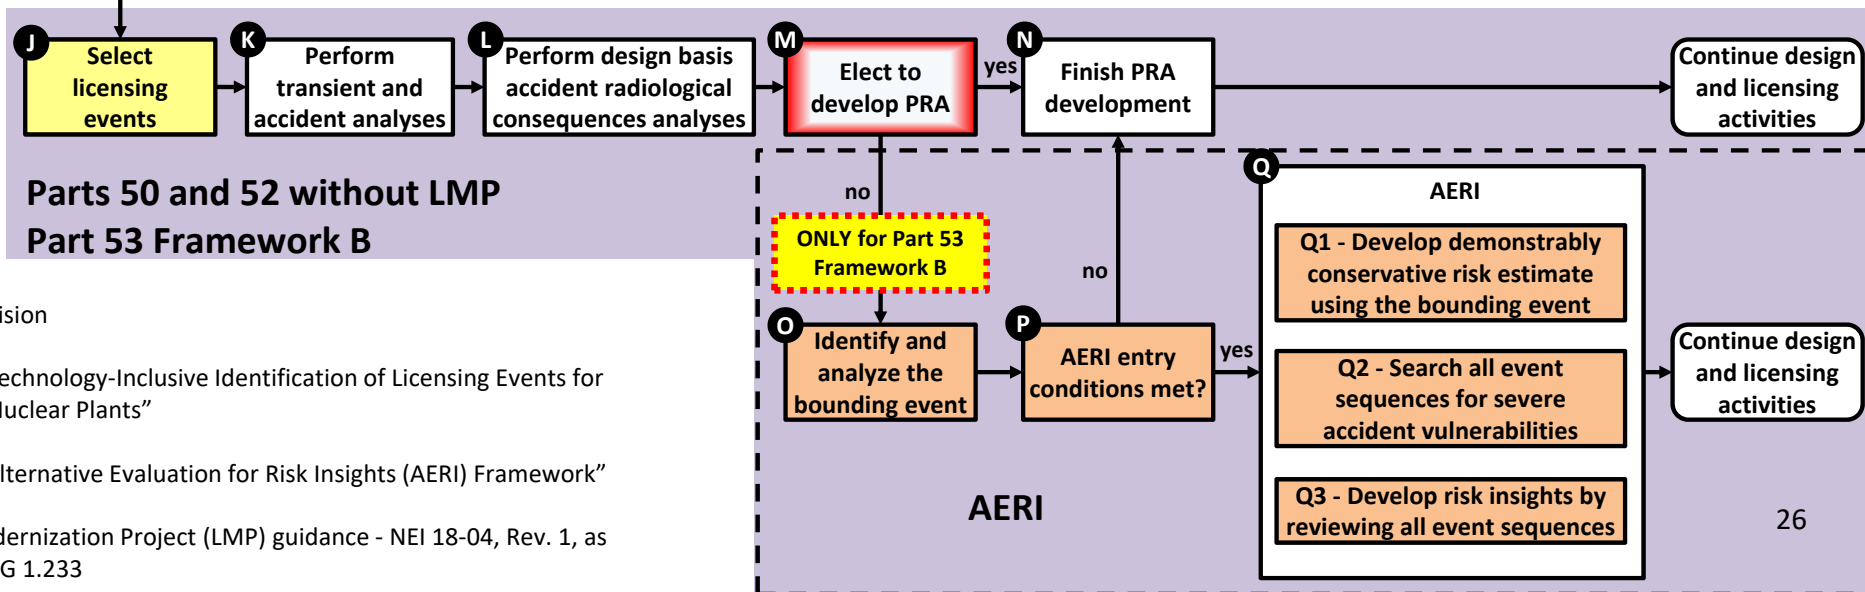 J
Select
licensing
events
K
Perform
transient and
accident analyses
L
Perform design basis
accident radiological
consequences analyses
M
Elect to
develop PRA
yes
N
Finish PRA
development
Continue design
and licensing
activities
Parts 50 and 52 without LMP
Part 53 Framework B
no
ONLY for Part 53
Framework B
no
O
Identify and
analyze the
bounding event
P
AERI entry
conditions met?
yes
Q
AERI
Q1 - Develop demonstrably
conservative risk estimate
using the bounding event
Q2 - Search all event
sequences for severe
accident vulnerabilities
Q3 - Develop risk insights by
reviewing all event sequences
Continue design
and licensing
activities
AERI
ision
echnology-Inclusive Identification of Licensing Events for
Nuclear Plants”
lternative Evaluation for Risk Insights (AERI) Framework”
dernization Project (LMP) guidance - NEI 18-04, Rev. 1, as
G 1.233
26